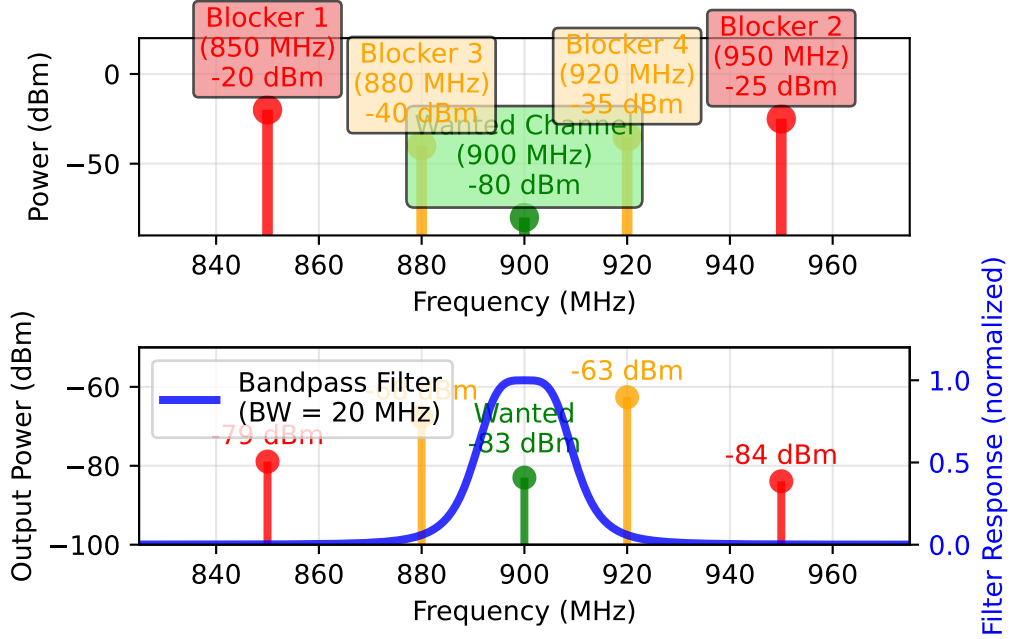 Blocker 1
(850 MHz)
-20 dBm
Blocker 3
(880 MHz)
-40 dBm
Blocker 4
(920 MHz)
-35 dBm
Blocker 2
(950 MHz)
-25 dBm
Wanted Channel
(900 MHz)
-80 dBm
Power (dBm)
0
−50
840 860 880 900 920 940 960
Frequency (MHz)
Output Power (dBm)
−60
−80
−100
Bandpass Filter
(BW = 20 MHz)
-79 dBm
dBm
Wanted
-83 dBm
-63 dBm
-84 dBm
1.0
0.5
0.0
Filter Response (normalized)
840 860 880 900 920 940 960
Frequency (MHz)